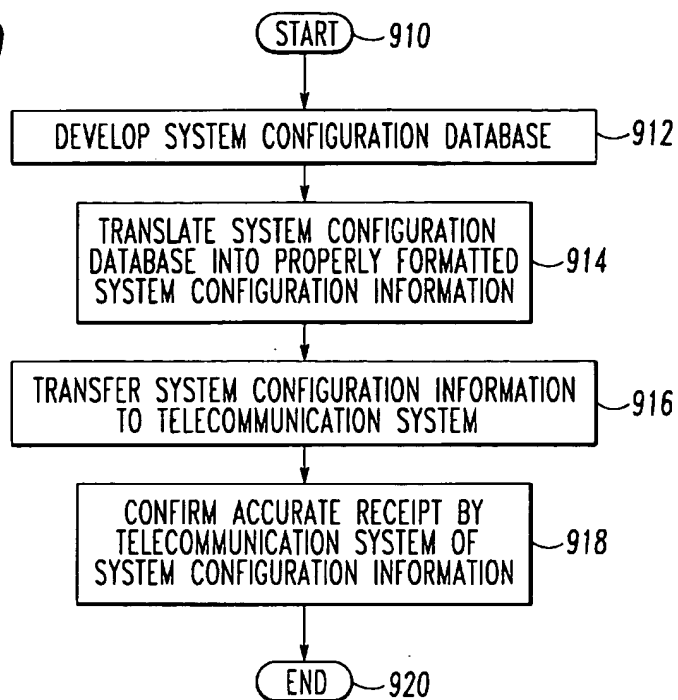 START 910
DEVELOP SYSTEM CONFIGURATION DATABASE 912
TRANSLATE SYSTEM CONFIGURATION
DATABASE INTO PROPERLY FORMATTED
SYSTEM CONFIGURATION INFORMATION
914
TRANSFER SYSTEM CONFIGURATION INFORMATION
TO TELECOMMUNICATION SYSTEM
916
CONFIRM ACCURATE RECEIPT BY
TELECOMMUNICATION SYSTEM OF
SYSTEM CONFIGURATION INFORMATION
918
END 920